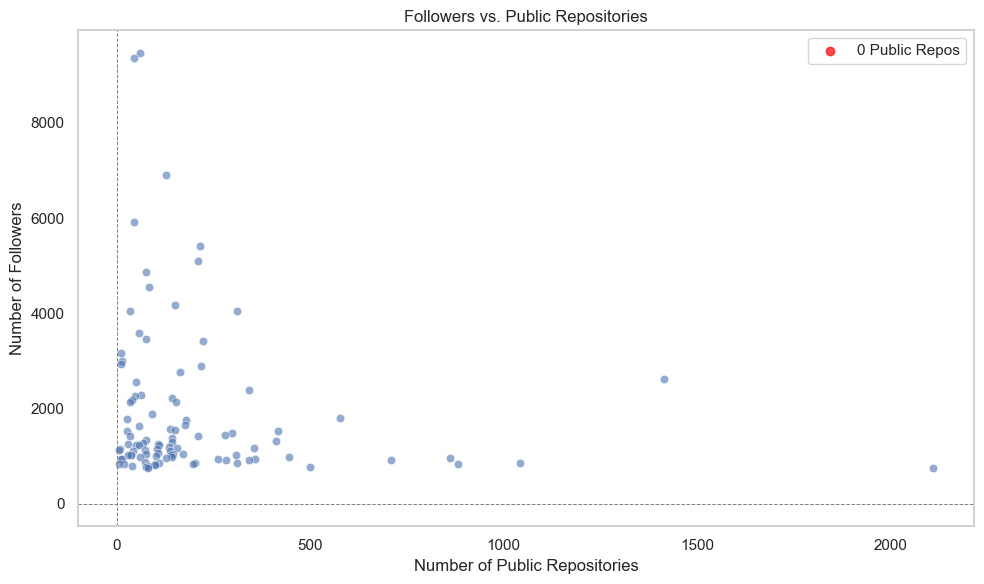 Followers vs. Public Repositories
0 Public Repos
Number of Followers
8000
6000
4000
2000
0
0
500
1000
1500
2000
Number of Public Repositories